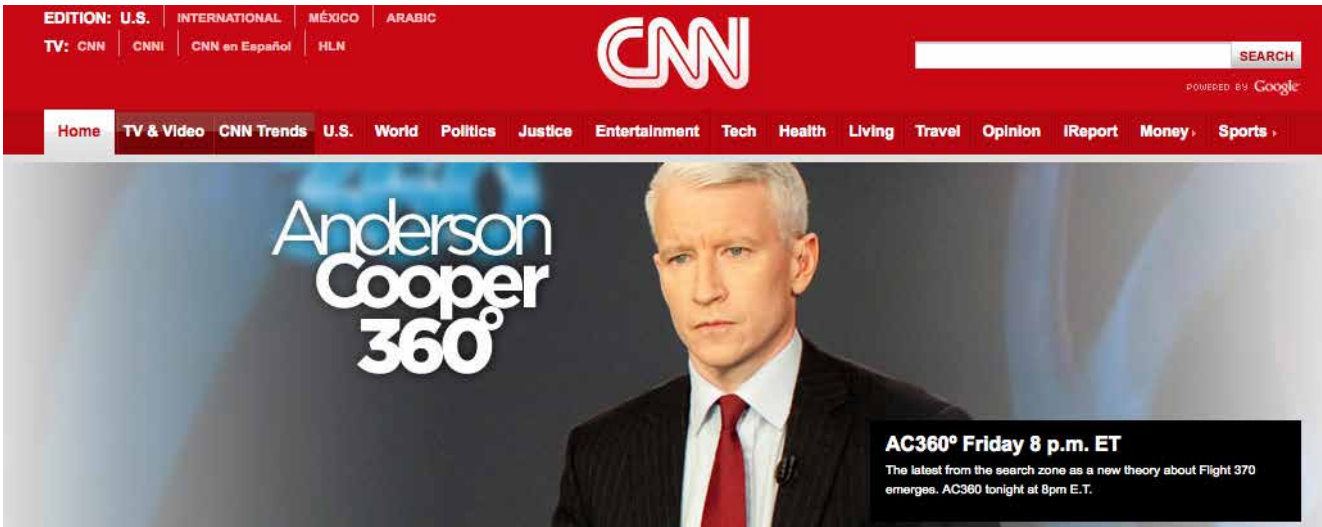 EDITION: U.S. INTERNATIONAL MÉXICO ARABIC
TV: CNN CNNI CNN en Español HLN
CNN
SEARCH
POWERED BY Google
Home TV & Video CNN Trends U.S. World Politics Justice Entertainment Tech Health Living Travel Opinion iReport Money Sports
Anderson
Cooper
360°
AC360º Friday 8 p.m. ET
The latest from the search zone as a new theory about Flight 370
emerges. AC360 tonight at 8pm E.T.